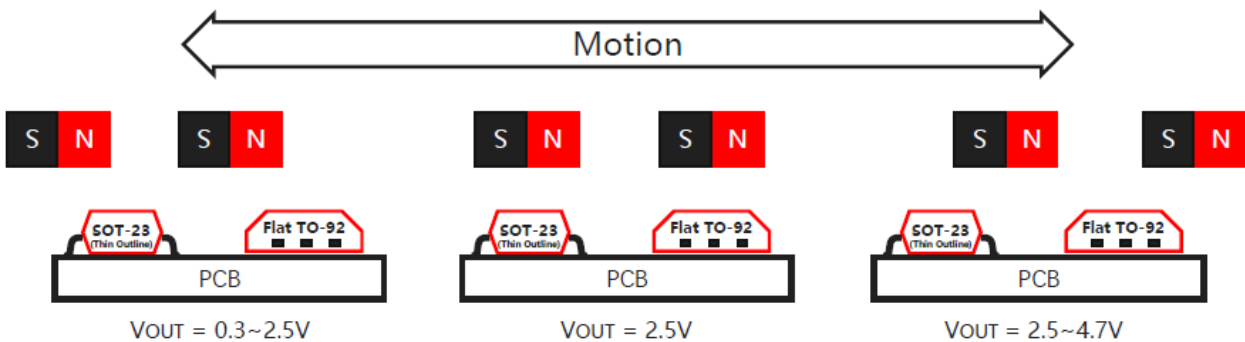 Motion
S N S N S N S N S N S N
SOT-23 Flat TO-92 SOT-23 Flat TO-92 SOT-23 Flat TO-92
(Thin Outline) (Thin Outline) (Thin Outline)
PCB PCB PCB
VOUT = 0.3~2.5V VOUT = 2.5V VOUT = 2.5~4.7V